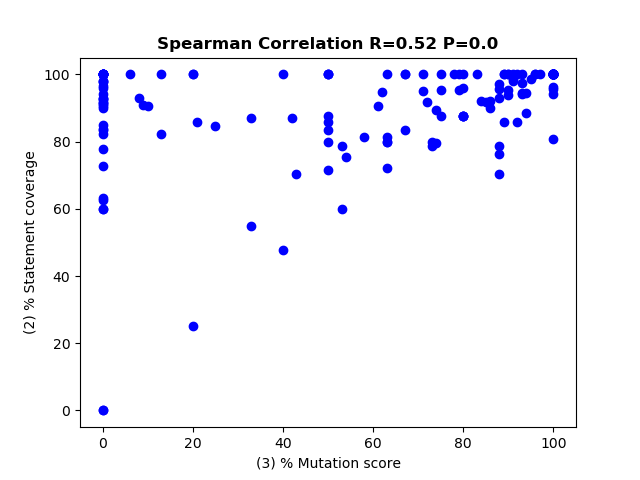 Spearman Correlation R=0.52 P=0.0
100
80
60
40
20
0
(2) % Statement coverage
0 20 40 60 80 100
(3) % Mutation score